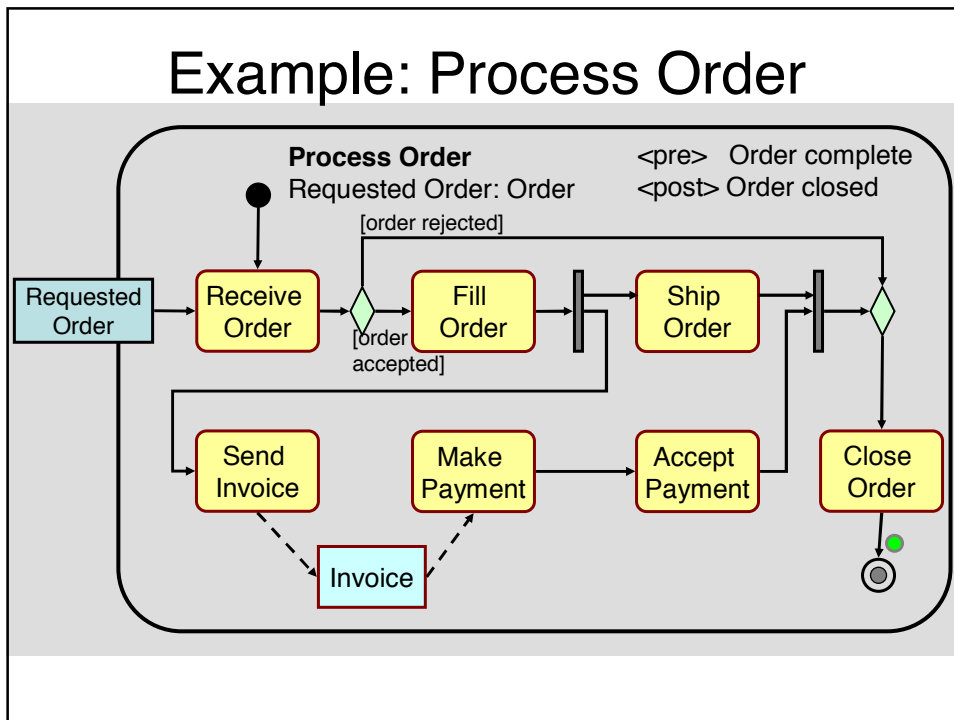 Example: Process Order
Process Order
Requested Order: Order
<pre> Order complete
<post> Order closed
[order rejected]
Requested
Order
Receive
Order
Fill
Order
Ship
Order
[order
accepted]
Send
Invoice
Make
Payment
Accept
Payment
Close
Order
Invoice